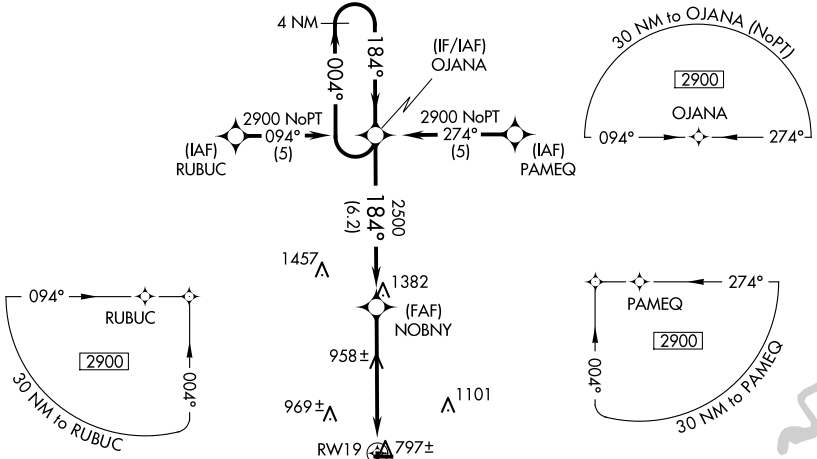 4 NM
184°
004°
(IF/IAF)
OJANA
2900 NoPT
094°
(5)
(IAF)
RUBUC
2900 NoPT
274°
(5)
(IAF)
PAMEQ
30 NM to OJANA (NoPT)
2900
OJANA
094°
274°
2500
184°
(6.2)
1457
1382
(FAF)
NOBNY
958±
969±
1101
RW19
797±
094°
RUBUC
2900
004°
30 NM to RUBUC
274°
PAMEQ
2900
004°
30 NM to PAMEQ